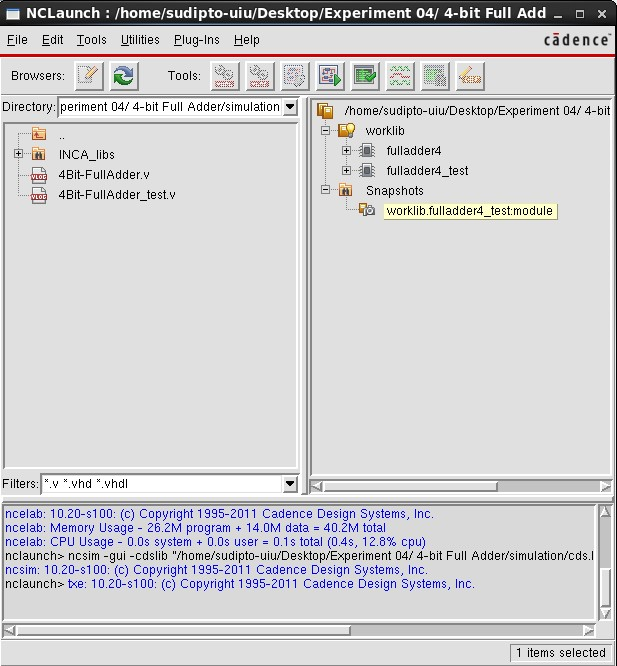 NCLaunch : /home/sudipto-uiu/Desktop/Experiment 04/ 4-bit Full Add
File Edit Tools Utilities Plug-Ins Help cādence
Browsers: Tools:
Directory: periment 04/ 4-bit Full Adder/simulation
..
INCA_libs
VLOG 4Bit-FullAdder.v
VLOG 4Bit-FullAdder_test.v
/home/sudipto-uiu/Desktop/Experiment 04/ 4-bit
worklib
fulladder4
fulladder4_test
Snapshots
worklib.fulladder4_test:module
Filters: *.v *.vhd *.vhdl
ncelab: 10.20-s100: (c) Copyright 1995-2011 Cadence Design Systems, Inc.
ncelab: Memory Usage - 26.2M program + 14.0M data = 40.2M total
ncelab: CPU Usage - 0.0s system + 0.0s user = 0.1s total (0.4s, 12.8% cpu)
nclaunch> ncsim -gui -cdslib "/home/sudipto-uiu/Desktop/Experiment 04/ 4-bit Full Adder/simulation/cds.l
ncsim: 10.20-s100: (c) Copyright 1995-2011 Cadence Design Systems, Inc.
nclaunch> txe: 10.20-s100: (c) Copyright 1995-2011 Cadence Design Systems, Inc.
1 items selected